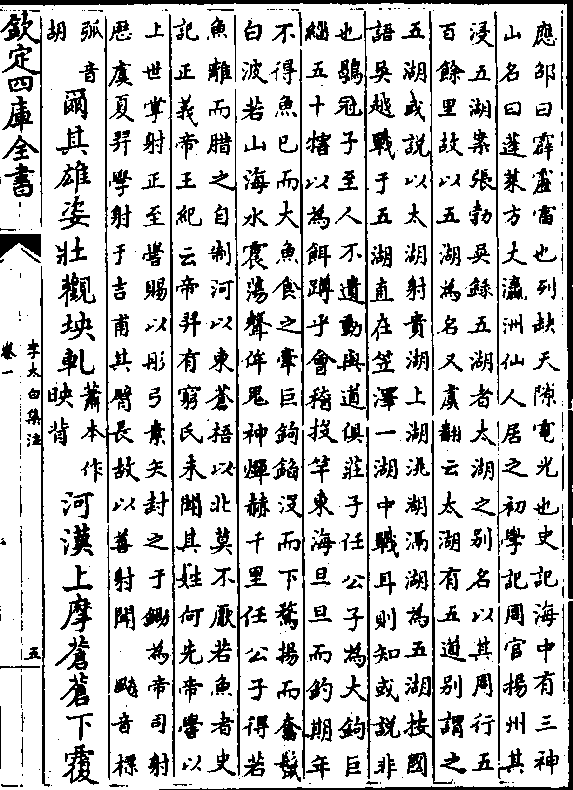 應邵曰霹靂雷也列缺天隙電光也史記海中有三神
山名曰蓬萊方丈瀛洲仙人居之初學記周官揚州其
浸五湖案張勃吳録五湖者太湖之别名以其周行五
百餘里故以五湖為名又虞翻云太湖有五道别謂之
五湖或説以太湖射貴湖上湖洮湖滆湖為五湖按國
語吳越戰于五湖直在笠澤一湖中戰耳則知或説非
也鶡冠子至人不遺動與道俱莊子任公子為大鉤巨
緇五十犗以為餌蹲乎會稽投竿東海旦旦而釣期年
不得魚已而大魚食之牽巨鉤錎没而下騖揚而奮鬐
白波若山海水震蕩聲侔鬼神憚赫千里任公子得若
魚離而腊之自制河以東蒼梧以北莫不厭若魚者史
記正義帝王紀云帝羿有窮氏未聞其姓何先帝嚳以
上世掌射正至嚳賜以彤弓素矢封之于鋤為帝司射
歴虞夏羿學射于吉甫其臂長故以善射聞 䫻音標
弧音胡 爾其雄姿壯觀坱軋 蕭本作映背 河漢上摩蒼蒼下覆
欽定四庫全書
李太白集注
卷一
五